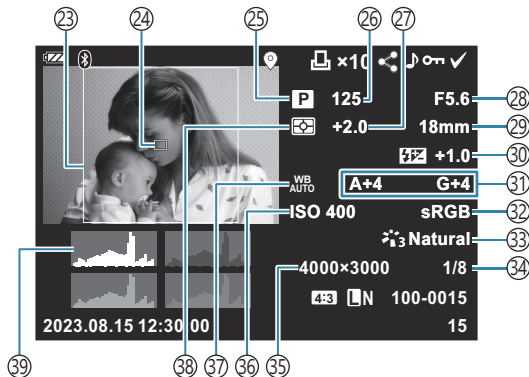 23 24 25 26 27
×10
P 125 F5.6 28
+2.0 18mm 29
+1.0 30
WB AUTO A+4 G+4 31
ISO 400 sRGB 32
3 Natural 33
4000×3000 1/8 34
4:3 L N 100-0015
2023.08.15 12:30:00 15
39 38 37 36 35